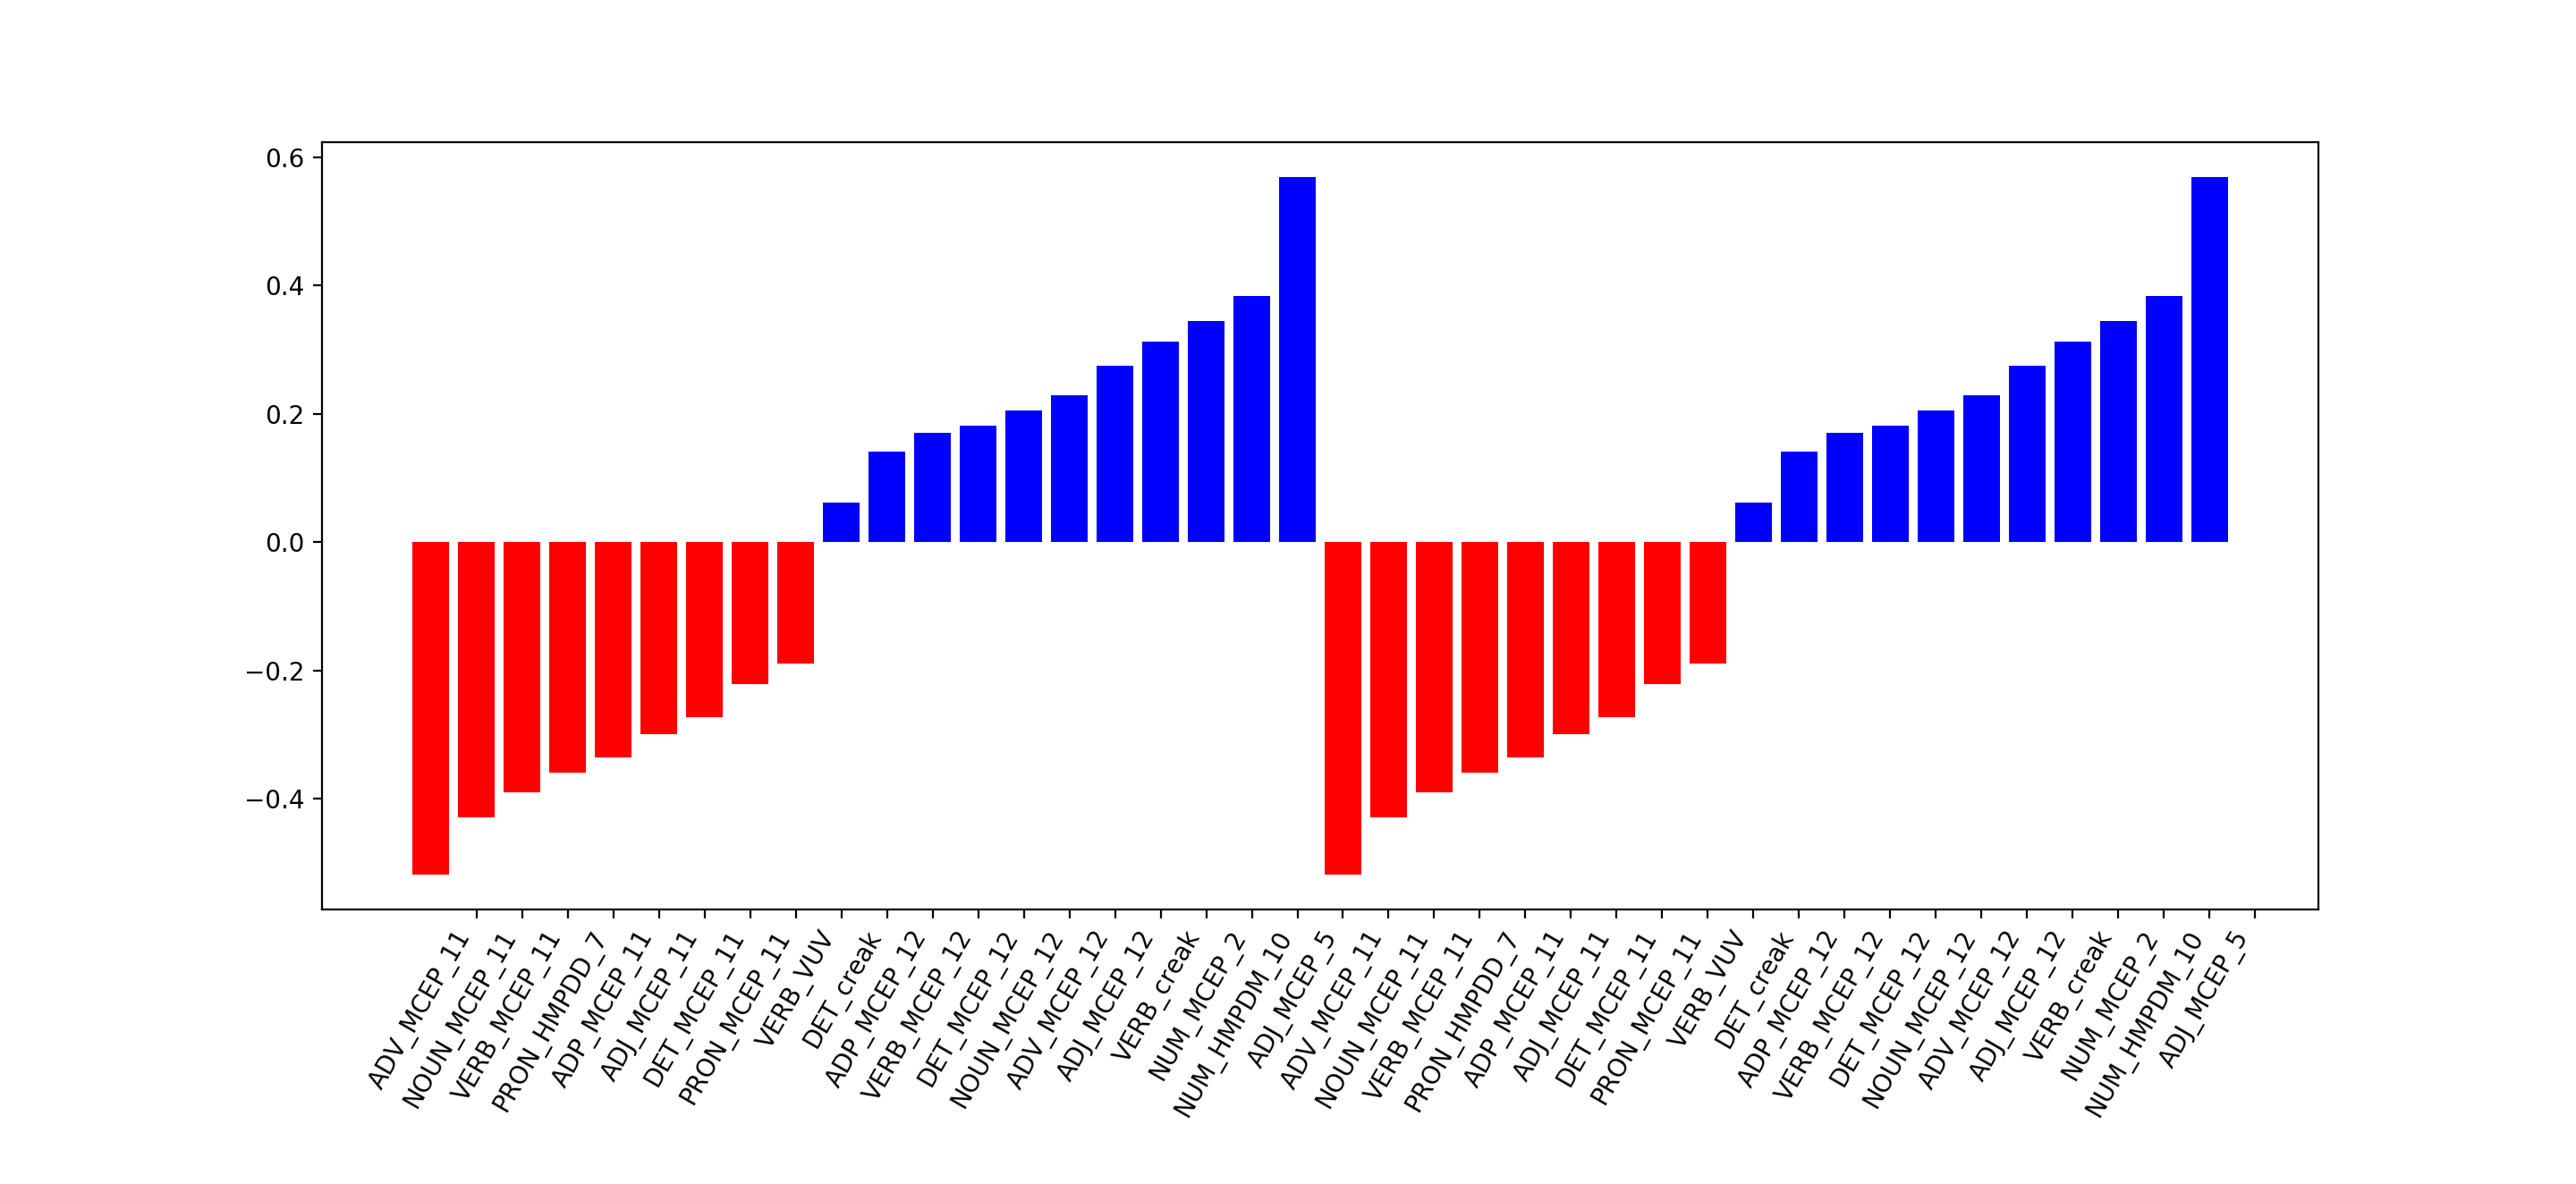 0.6
0.4
0.2
0.0
−0.2
−0.4
ADV_MCEP_11
NOUN_MCEP_11
VERB_MCEP_11
PRON_HMPDD_7
ADP_MCEP_11
ADJ_MCEP_11
DET_MCEP_11
PRON_MCEP_11
VERB_VUV
DET_creak
ADP_MCEP_12
VERB_MCEP_12
DET_MCEP_12
NOUN_MCEP_12
ADV_MCEP_12
ADJ_MCEP_12
VERB_creak
NUM_MCEP_2
NUM_HMPDM_10
ADJ_MCEP_5
ADV_MCEP_11
NOUN_MCEP_11
VERB_MCEP_11
PRON_HMPDD_7
ADP_MCEP_11
ADJ_MCEP_11
DET_MCEP_11
PRON_MCEP_11
VERB_VUV
DET_creak
ADP_MCEP_12
VERB_MCEP_12
DET_MCEP_12
NOUN_MCEP_12
ADV_MCEP_12
ADJ_MCEP_12
VERB_creak
NUM_MCEP_2
NUM_HMPDM_10
ADJ_MCEP_5